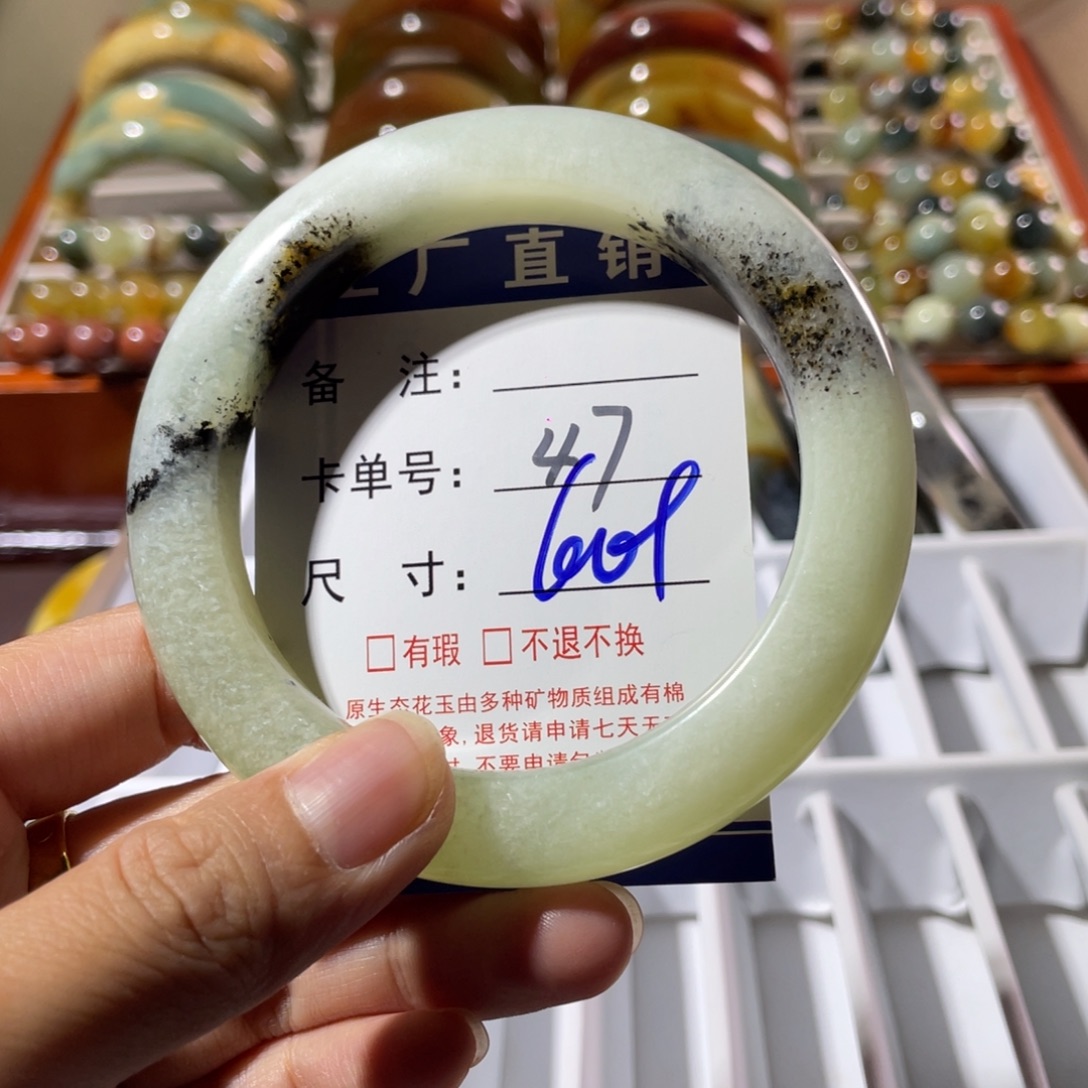 厂直销
备 注：
卡单号： 47
尺 寸：
□有瑕 □不退不换
原生态花玉由多种矿物质组成有棉
象，退货请申请七天无
不要申请